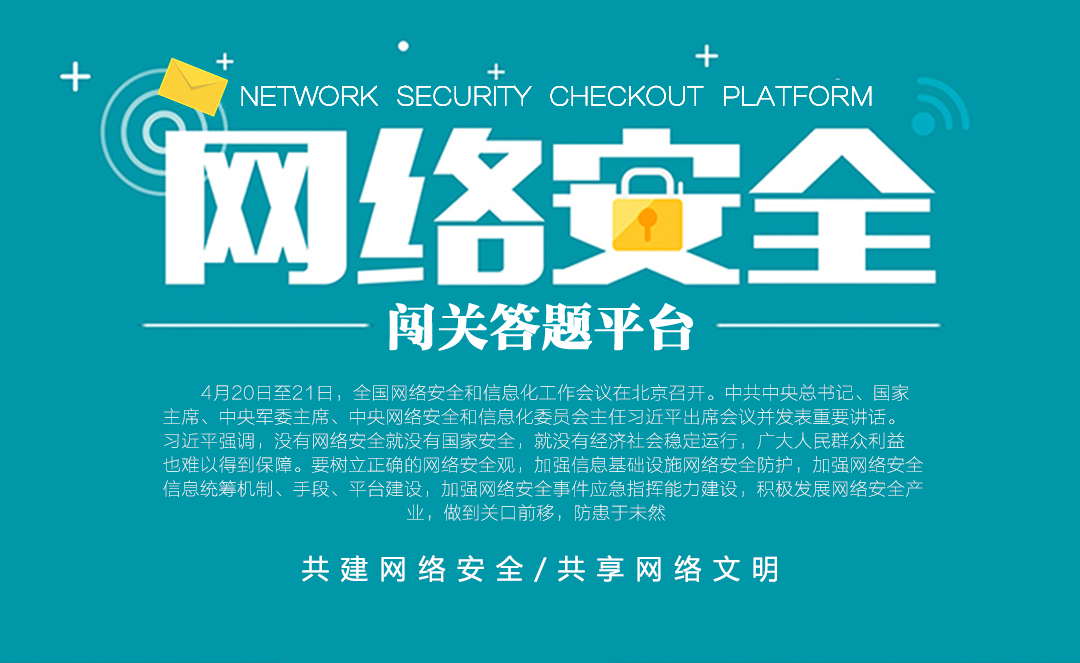 NETWORK SECURITY CHECKOUT PLATFORM
网络安全
闯关答题平台
4月20日至21日，全国网络安全和信息化工作会议在北京召开。中共中央总书记、国家
主席、中央军委主席、中央网络安全和信息化委员会主任习近平出席会议并发表重要讲话。
习近平强调，没有网络安全就没有国家安全，就没有经济社会稳定运行，广大人民群众利益
也难以得到保障。要树立正确的网络安全观，加强信息基础设施网络安全防护，加强网络安全
信息统筹机制、手段、平台建设，加强网络安全事件应急指挥能力建设，积极发展网络安全产
业，做到关口前移，防患于未然
共建网络安全/共享网络文明